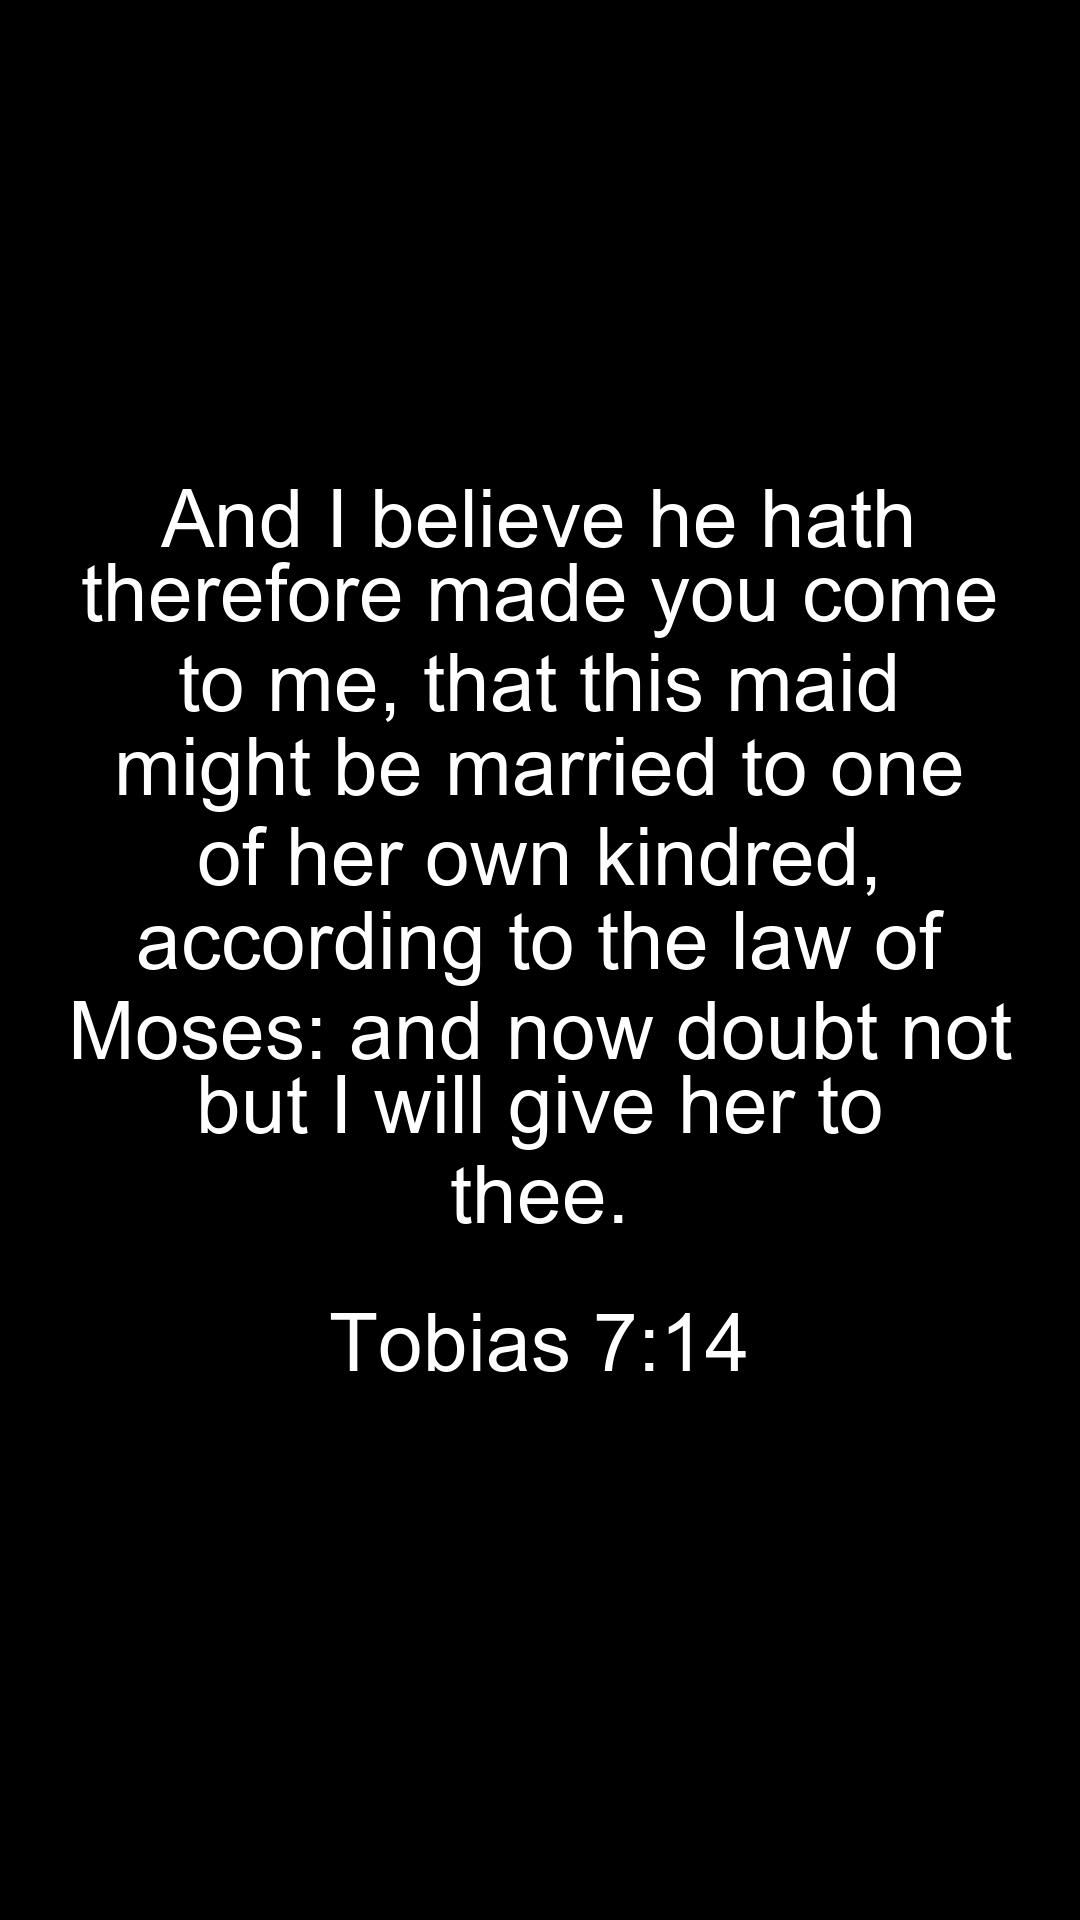 And I believe he hath
therefore made you come
to me, that this maid
might be married to one
of her own kindred,
according to the law of
Moses: and now doubt not
but I will give her to
thee.
Tobias 7:14